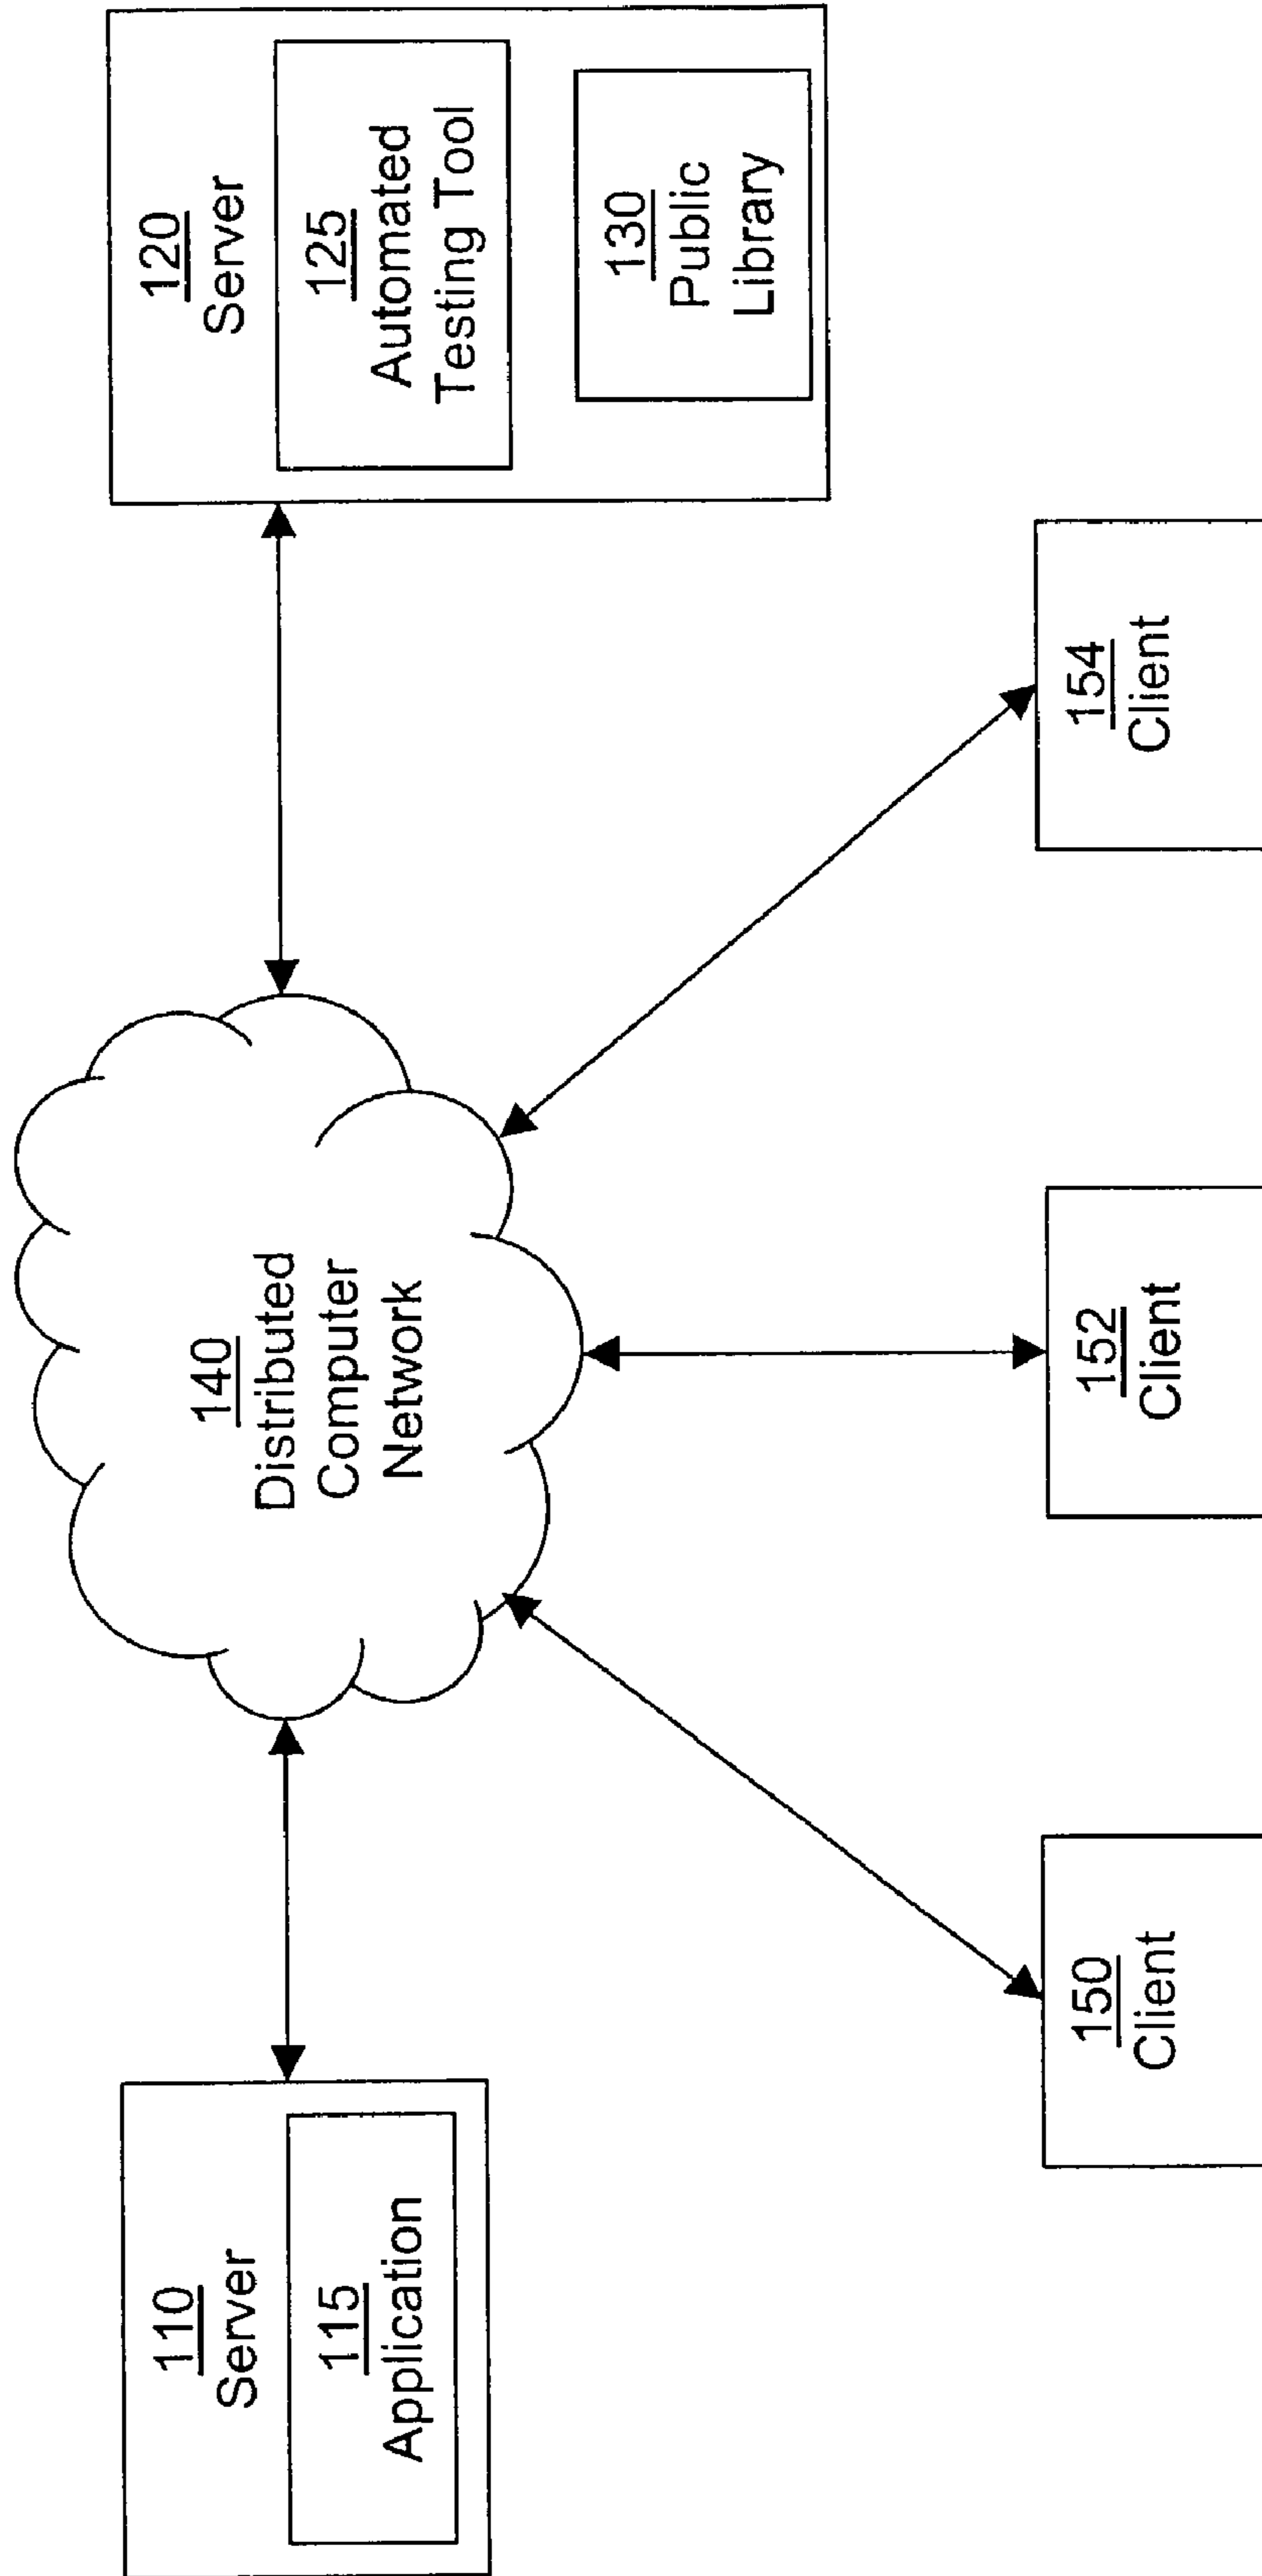 110
Server
115
Application
140
Distributed
Computer
Network
120
Server
125
Automated
Testing Tool
130
Public
Library
150
Client
152
Client
154
Client